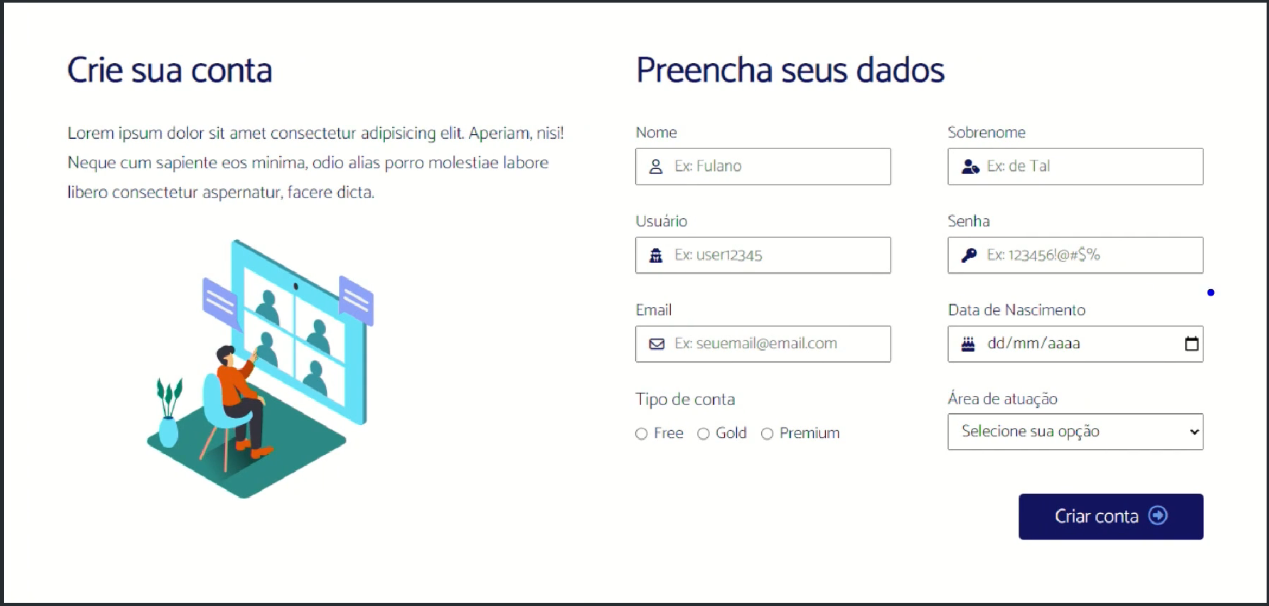 Crie sua conta
Lorem ipsum dolor sit amet consectetur adipisicing elit. Aperiam, nisi!
Neque cum sapiente eos minima, odio alias porro molestiae labore
libero consectetur aspernatur, facere dicta.
Preencha seus dados
Nome
Sobrenome
Ex: Fulano
Ex: de Tal
Usuário
Senha
Ex: user12345
Ex: 123456!@#$%
Email
Data de Nascimento
Ex: seuemail@email.com
dd/mm/aaaa
Tipo de conta
Área de atuação
Free
Gold
Premium
Selecione sua opção
Criar conta